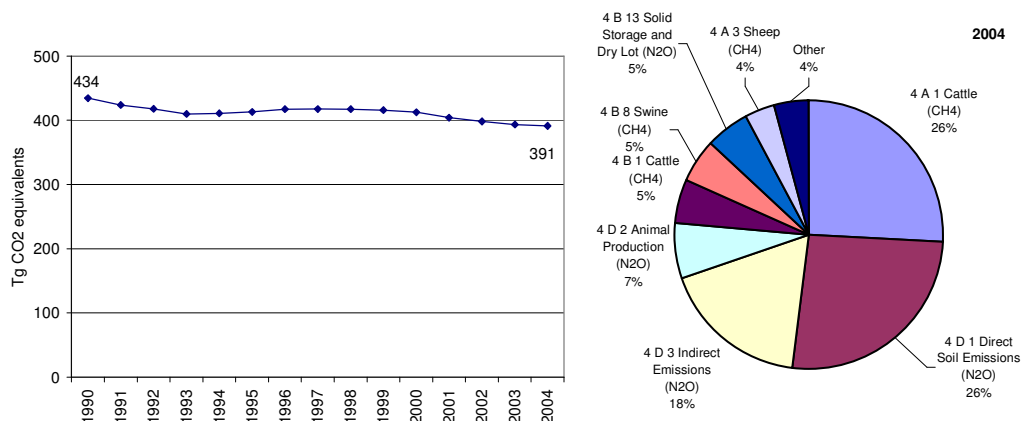 500
400
300
200
100
0
Tg CO2 equivalents
434
391
1990
1991
1992
1993
1994
1995
1996
1997
1998
1999
2000
2001
2002
2003
2004
2004
4 B 13 Solid
Storage and
Dry Lot (N2O)
5%
4 A 3 Sheep
(CH4)
4%
Other
4%
4 A 1 Cattle
(CH4)
26%
4 B 8 Swine
(CH4)
5%
4 B 1 Cattle
(CH4)
5%
4 D 2 Animal
Production
(N2O)
7%
4 D 3 Indirect
Emissions
(N2O)
18%
4 D 1 Direct
Soil Emissions
(N2O)
26%